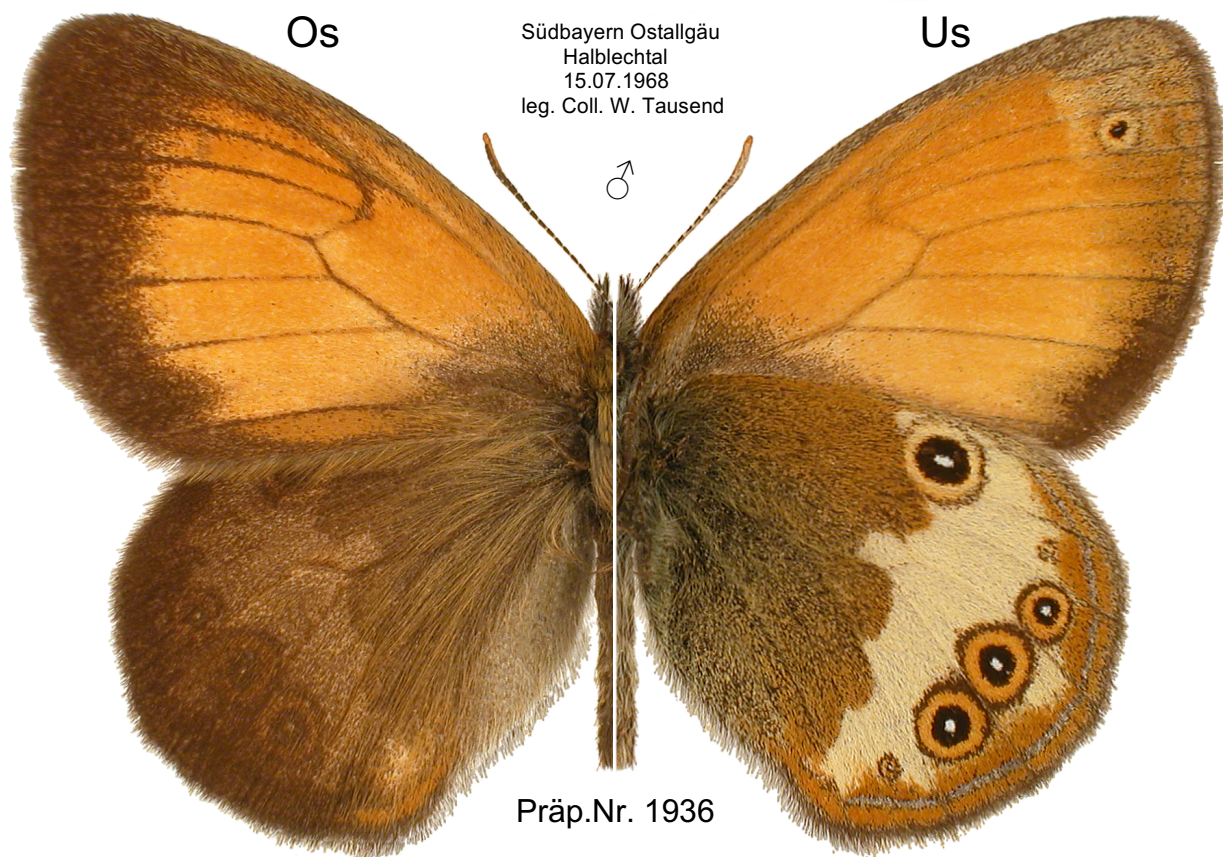 Os
Südbayern Ostallgäu
Halblechtal
15.07.1968
leg. Coll. W. Tausend
♂
Us
Präp.Nr. 1936